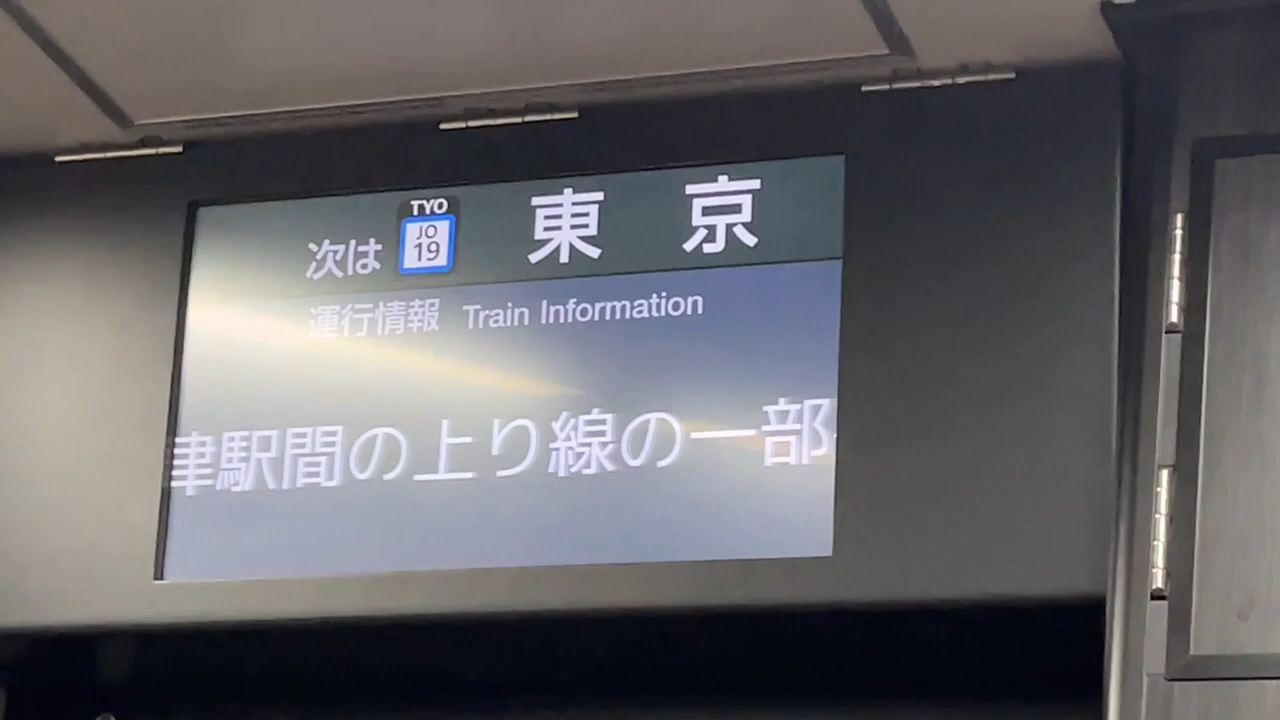 次は TYO JO 19 東京
運行情報 Train Information
津駅間の上り線の一部